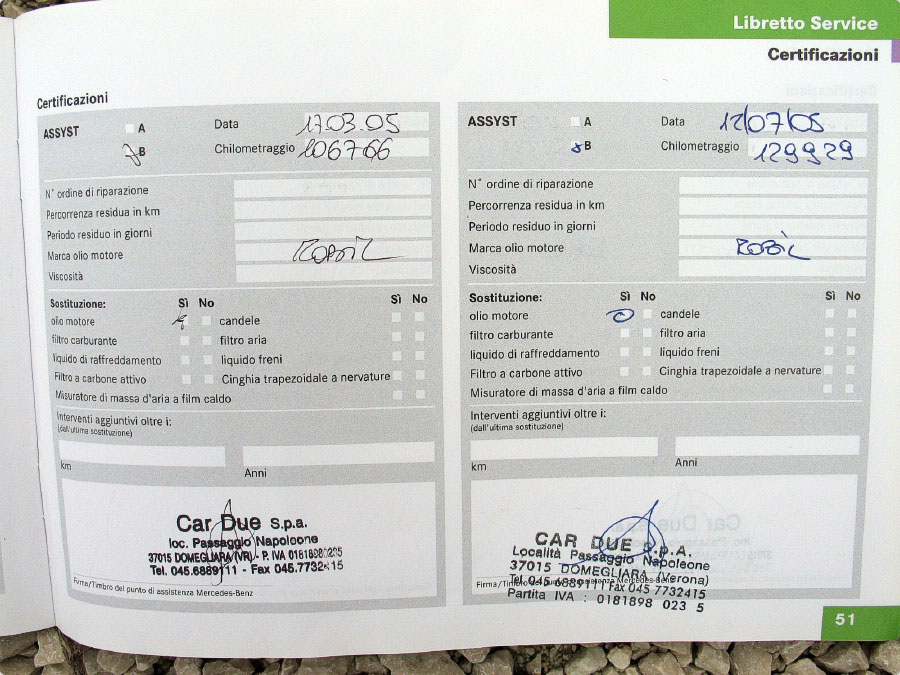 Libretto Service
Certificazioni
Certificazioni
ASSYST A
B
Data 17.03.05
Chilometraggio 106766
N° ordine di riparazione
Percorrenza residua in km
Periodo residuo in giorni
Marca olio motore MOBIL
Viscosità
Sostituzione: Sì No Sì No
olio motore candele
filtro carburante filtro aria
liquido di raffreddamento liquido freni
Filtro a carbone attivo Cinghia trapezoidale a nervature
Misuratore di massa d'aria a film caldo
Interventi aggiuntivi oltre i:
(dall'ultima sostituzione)
km Anni
Car Due S.p.a.
loc. Passaggio Napoleone
37015 DOMEGLIARA (VR) - P. IVA 01818980235
Tel. 045.6889111 - Fax 045.7732415
Firma/Timbro del punto di assistenza Mercedes-Benz
ASSYST A
B
Data 12/07/05
Chilometraggio 129929
N° ordine di riparazione
Percorrenza residua in km
Periodo residuo in giorni
Marca olio motore MOBIL
Viscosità
Sostituzione: Sì No Sì No
olio motore candele
filtro carburante filtro aria
liquido di raffreddamento liquido freni
Filtro a carbone attivo Cinghia trapezoidale a nervature
Misuratore di massa d'aria a film caldo
Interventi aggiuntivi oltre i:
(dall'ultima sostituzione)
km Anni
CAR DUE S.p.A.
Località Passaggio Napoleone
37015 DOMEGLIARA (Verona)
Tel. 045 6889111 Fax 045 7732415
Firma/Timbro del punto di assistenza Mercedes-Benz
Partita IVA : 0181898 023 5
51